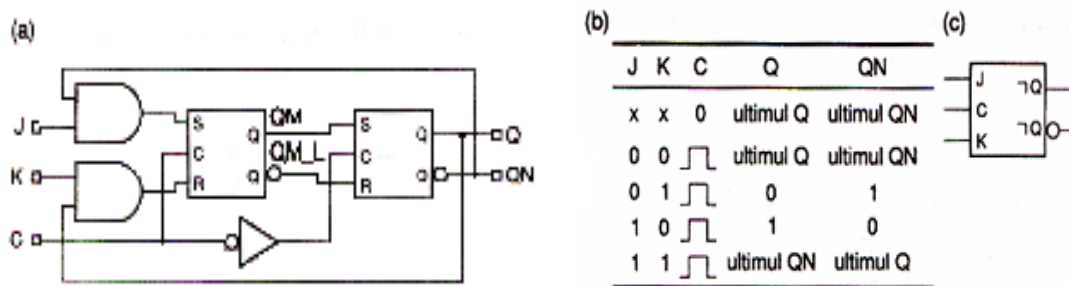 (a)
J
K
C
S
C
R
Q
Q
QM
QM_L
S
C
R
Q
Q
Q
QN
(b)
J K C Q QN
x x 0 ultimul Q ultimul QN
0 0 ultimul Q ultimul QN
0 1 0 1
1 0 1 0
1 1 ultimul QN ultimul Q
(c)
J
C
K
¬Q
¬Q